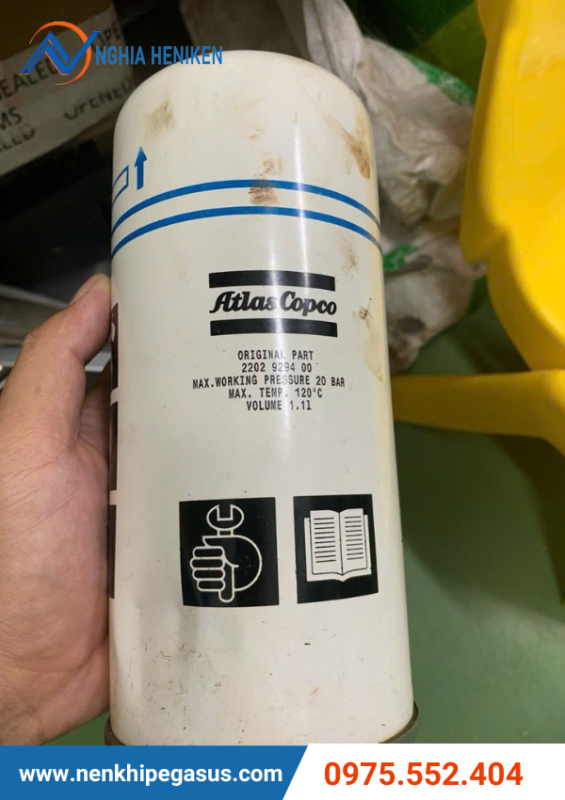 NGHIA HENIKEN
OPENED
Atlas Copco
ORIGINAL PART
2202 9294 00
MAX.WORKING PRESSURE 20 BAR
MAX. TEMP. 120°C
VOLUME 1.1l
www.nenkhipegasus.com
0975.552.404